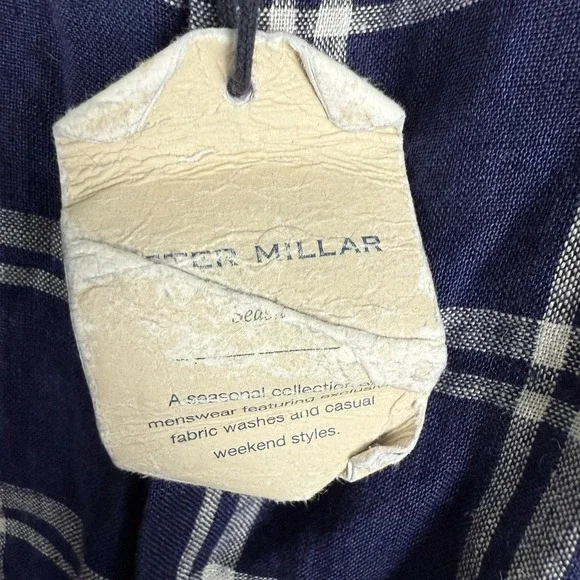 MILLAR
A seasonal collection
menswear featuring
fabric washes and casual
weekend styles.